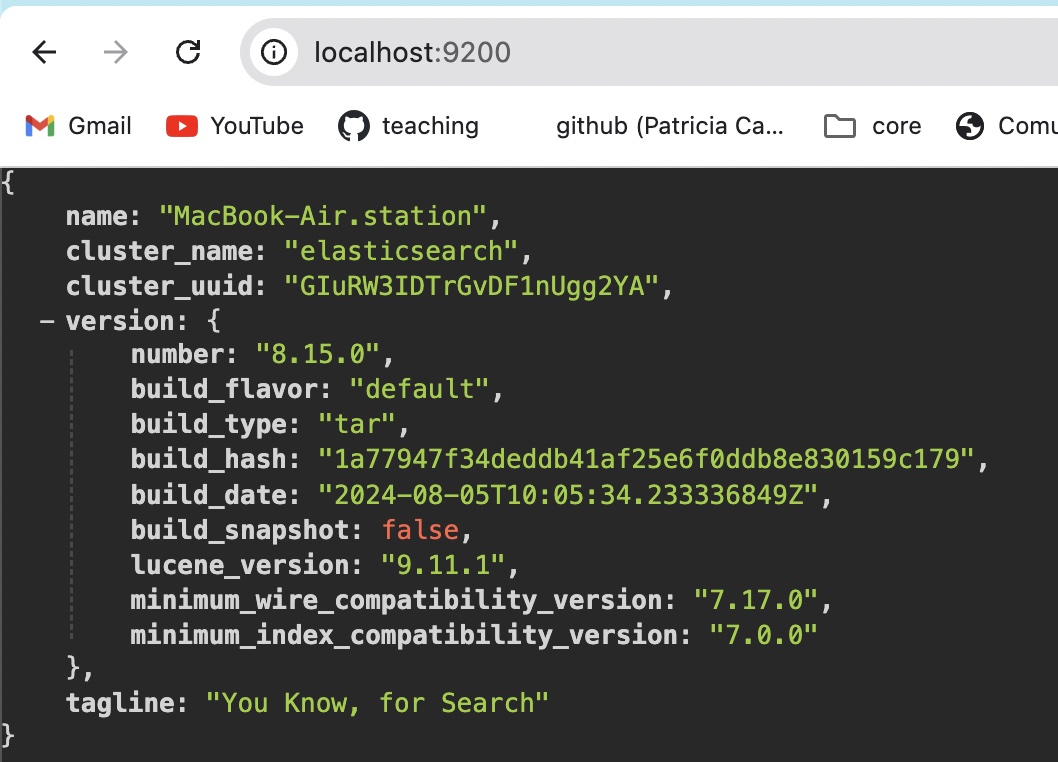 localhost:9200
Gmail YouTube teaching github (Patricia Ca... core Comu
{
name: "MacBook-Air.station",
cluster_name: "elasticsearch",
cluster_uuid: "GIuRW3IDTrGvDF1nUgg2YA",
– version: {
number: "8.15.0",
build_flavor: "default",
build_type: "tar",
build_hash: "1a77947f34deddb41af25e6f0ddb8e830159c179",
build_date: "2024-08-05T10:05:34.233336849Z",
build_snapshot: false,
lucene_version: "9.11.1",
minimum_wire_compatibility_version: "7.17.0",
minimum_index_compatibility_version: "7.0.0"
},
tagline: "You Know, for Search"
}